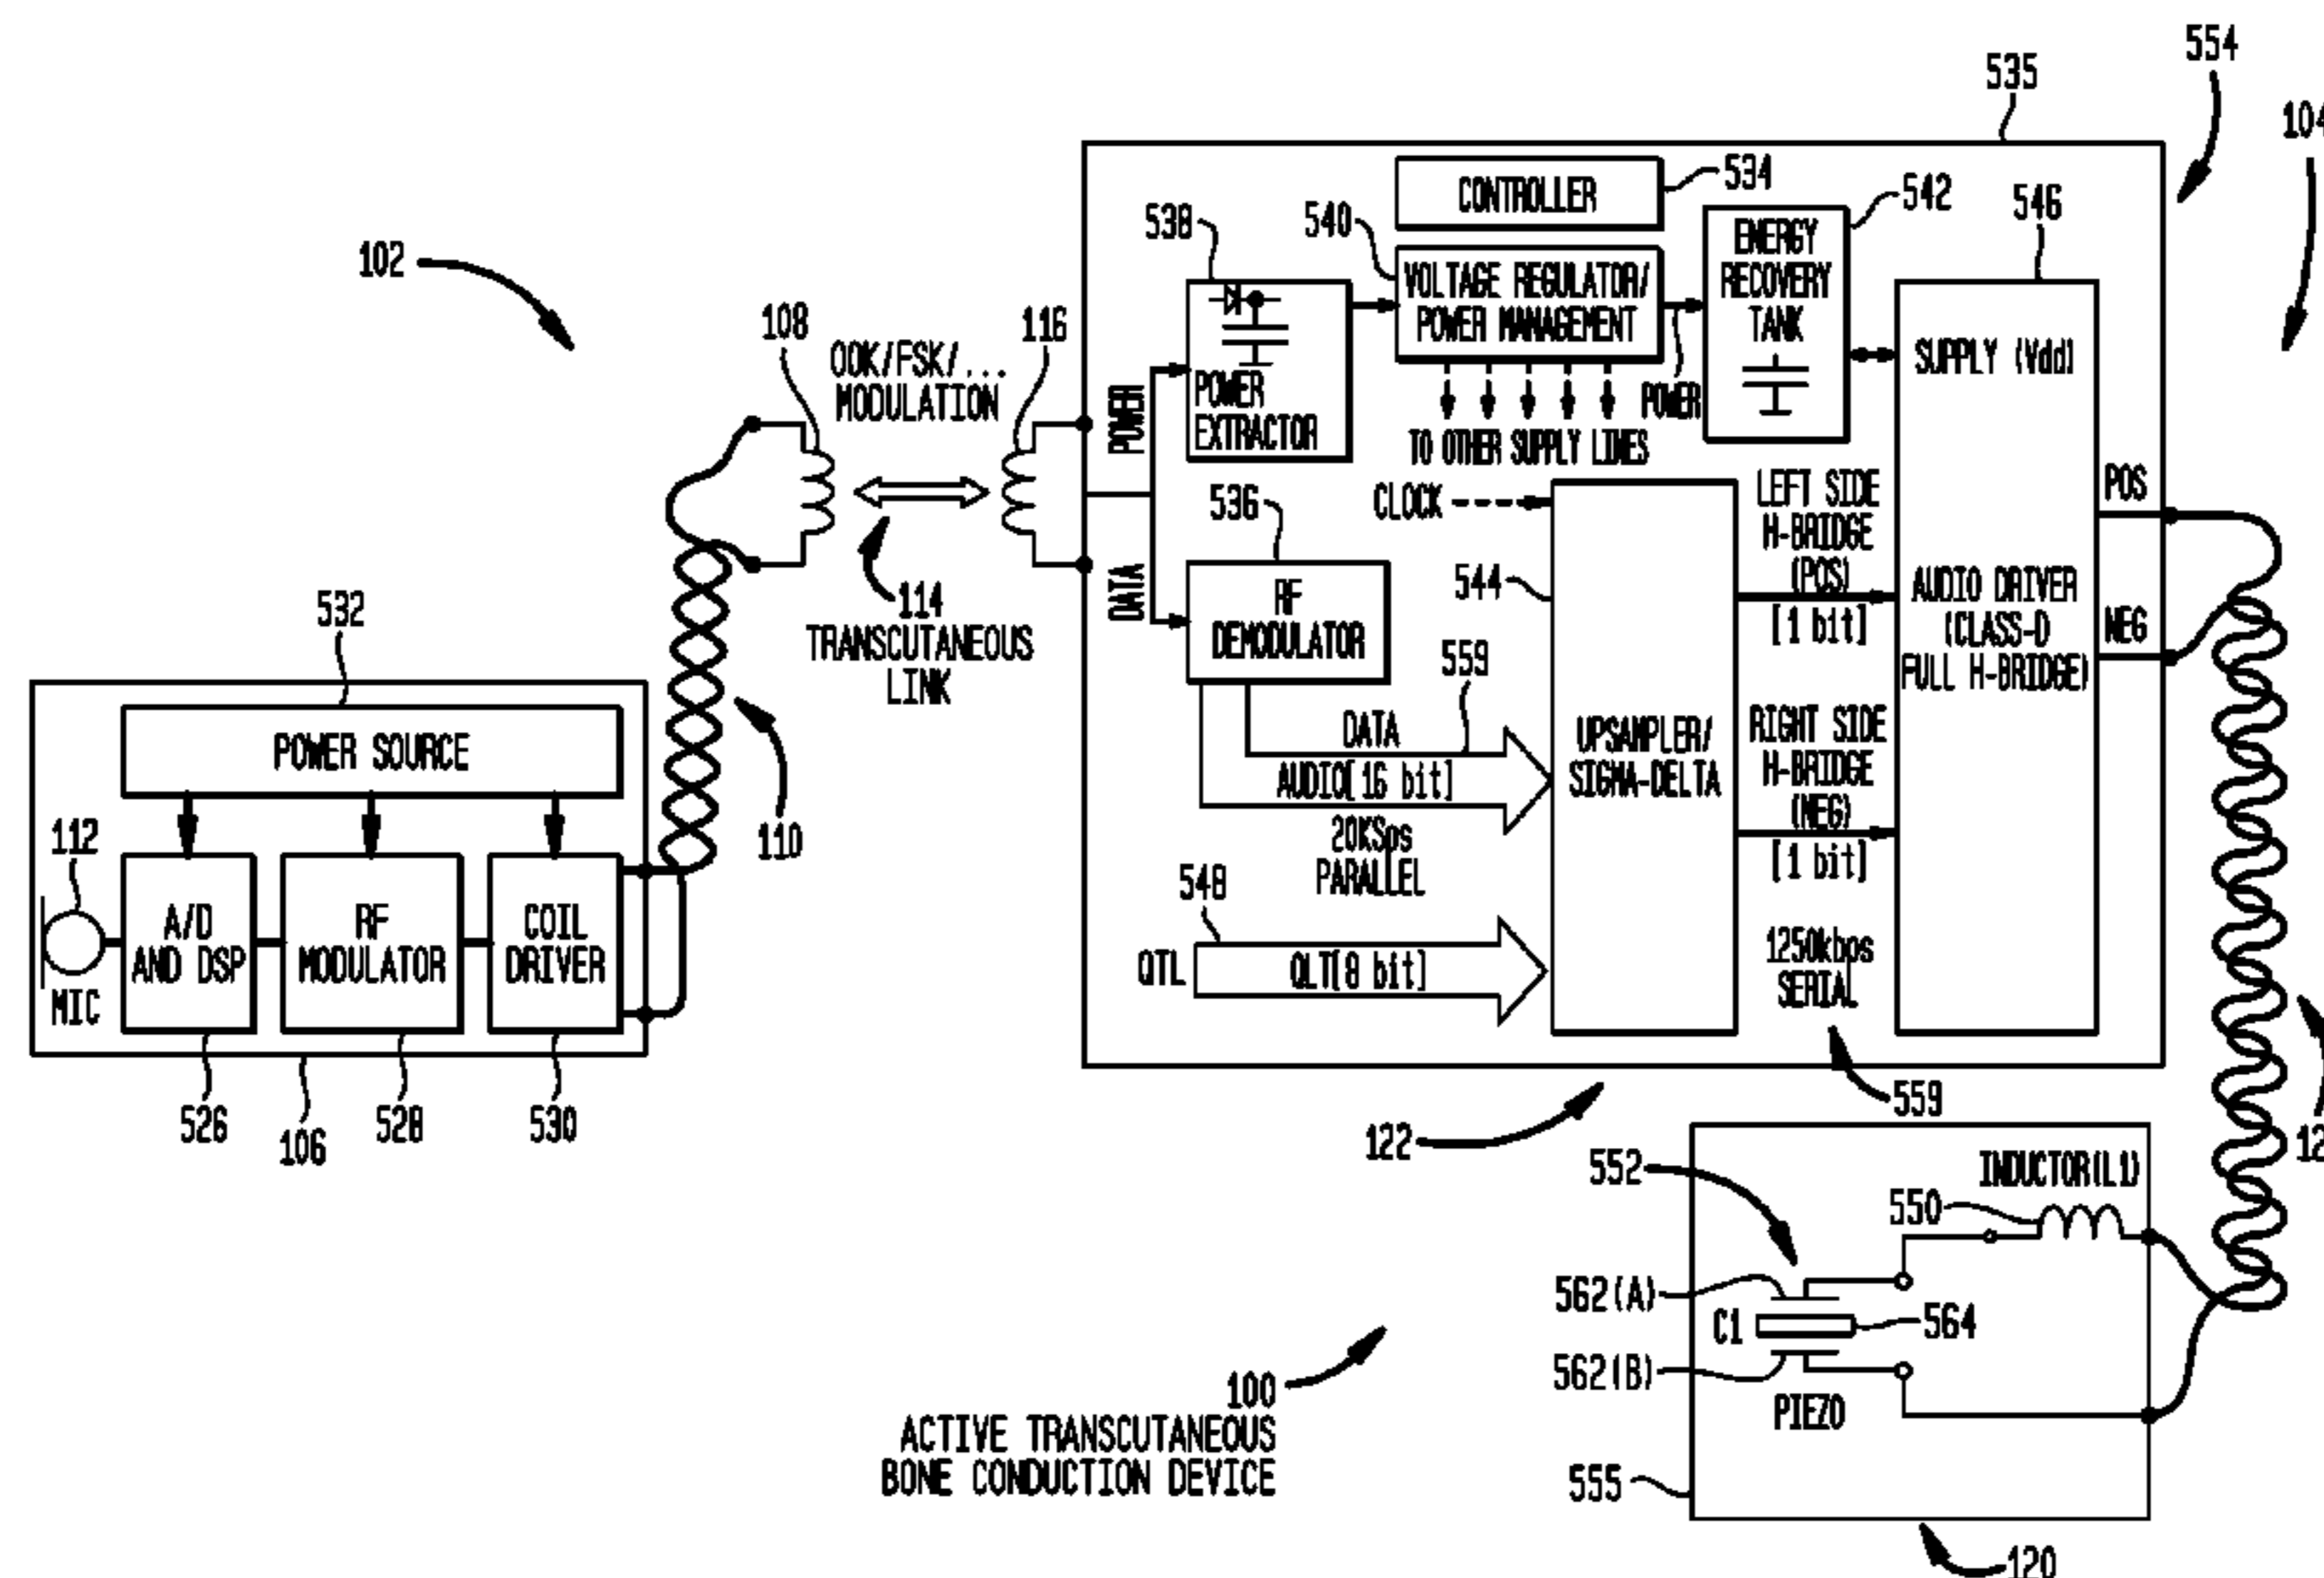 554
535
104
CONTROLLER
534
542
546
538
540
102
ENERGY
RECOVERY
TANK
VOLTAGE REGULATOR/
POWER MANAGEMENT
108
116
OOK/FSK/...
MODULATION
SUPPLY (Vdd)
POWER
POWER
EXTRACTOR
POWER
TO OTHER SUPPLY LINES
CLOCK
LEFT SIDE
H-BRIDGE
(POS)
[1 bit]
POS
536
544
DATA
RF
DEMODULATOR
AUDIO DRIVER
(CLASS-D
FULL H-BRIDGE)
NEG
114
TRANSCUTANEOUS
LINK
532
559
POWER SOURCE
DATA
AUDIO[16 bit]
20KSps
PARALLEL
UPSAMPLER/
SIGMA-DELTA
RIGHT SIDE
H-BRIDGE
(NEG)
[1 bit]
110
112
548
MIC
A/D
AND DSP
RF
MODULATOR
COIL
DRIVER
QTL
QLT[8 bit]
1250kbps
SERIAL
526
106
528
530
122
559
552
INDUCTOR(L1)
550
562(A)
C1
564
562(B)
PIEZO
100
ACTIVE TRANSCUTANEOUS
BONE CONDUCTION DEVICE
555
120